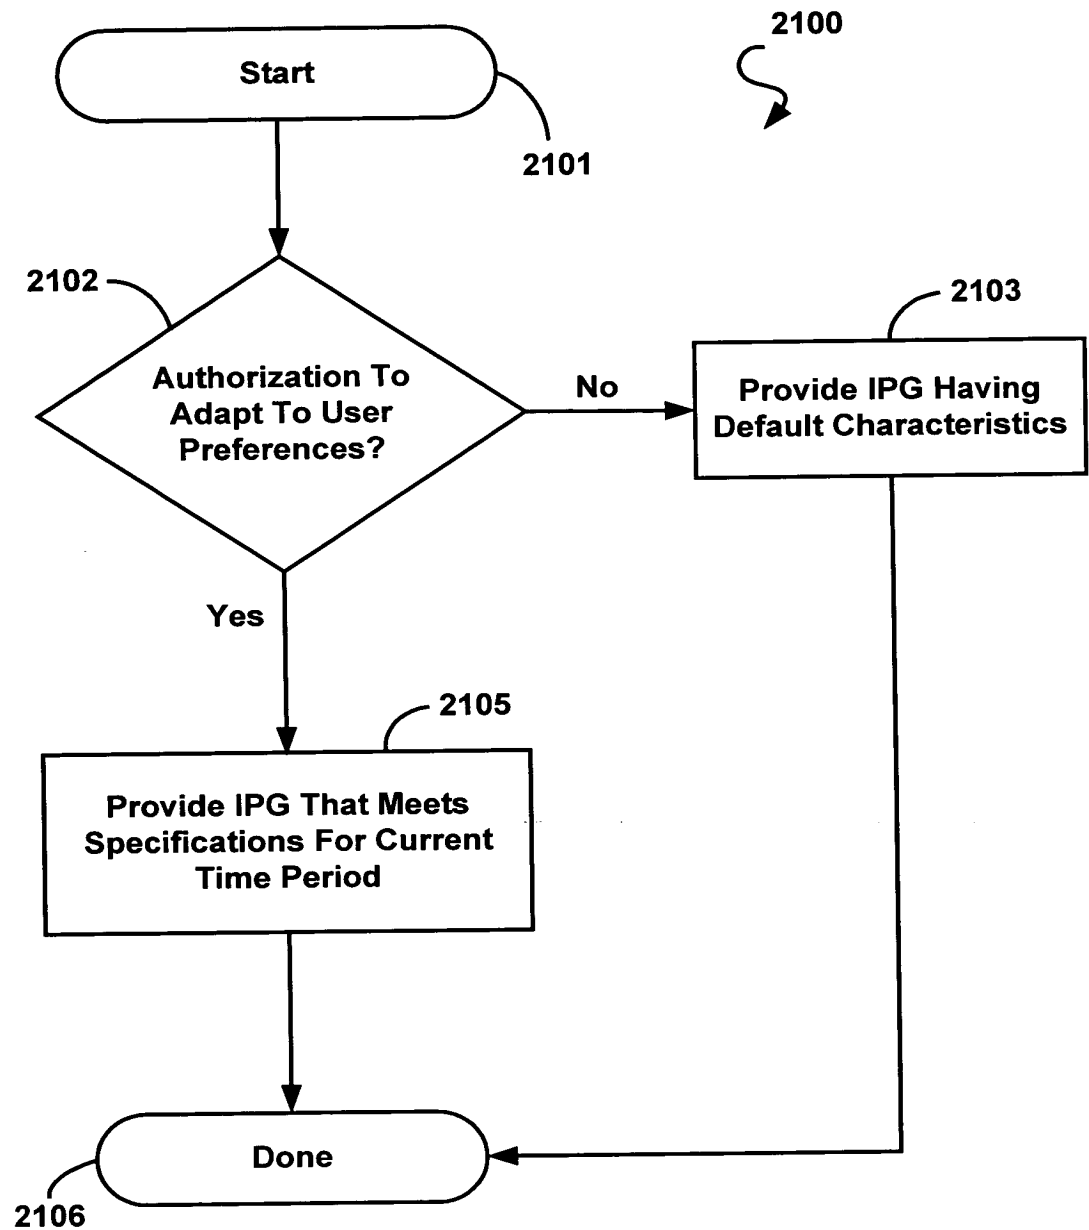 2100
Start
2101
2102
Authorization To
Adapt To User
Preferences?
No
2103
Provide IPG Having
Default Characteristics
Yes
2105
Provide IPG That Meets
Specifications For Current
Time Period
Done
2106